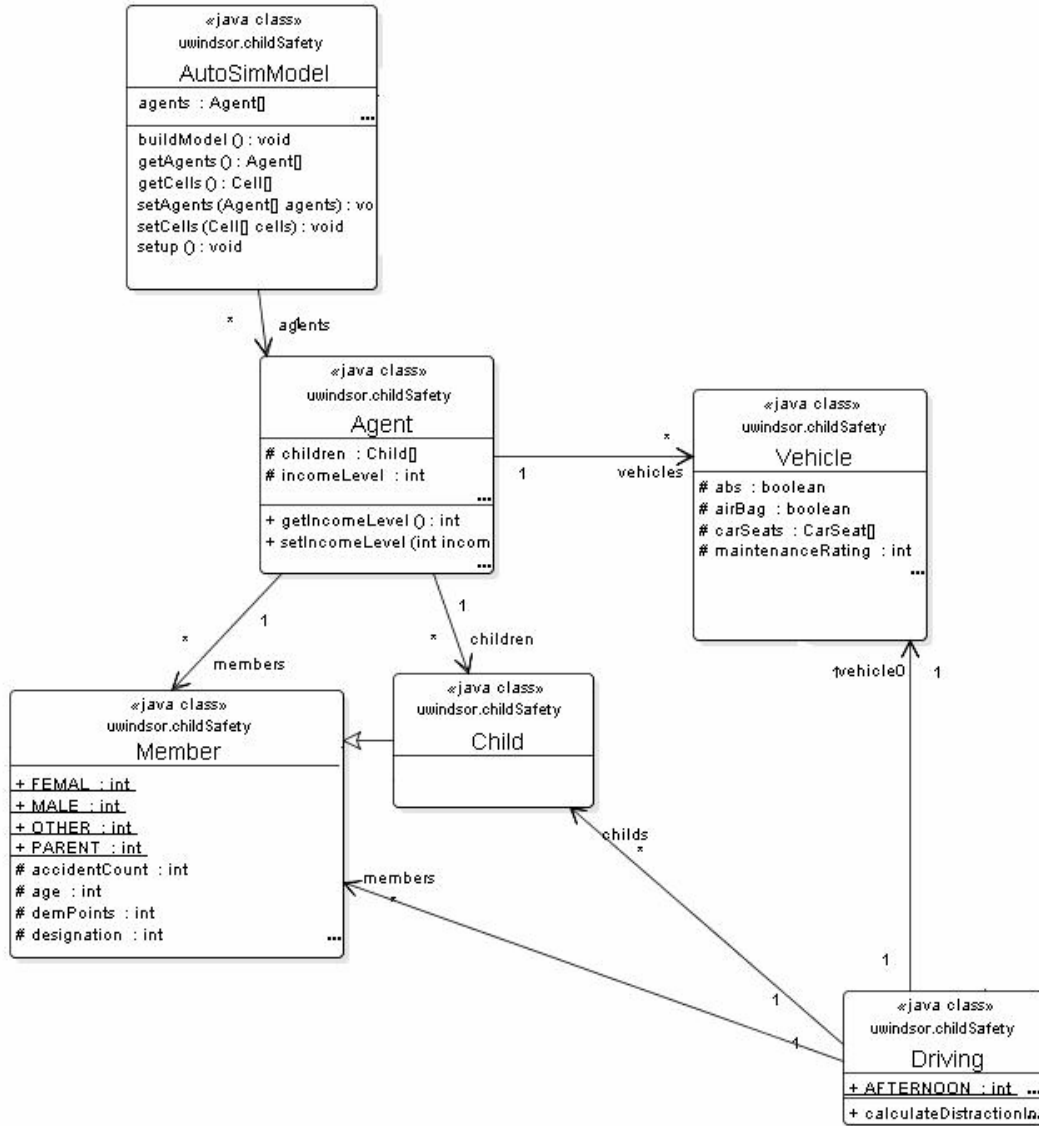 «java class»
uwindsor.childSafety
AutoSimModel
agents : Agent[]
...
buildModel () : void
getAgents () : Agent[]
getCells () : Cell[]
setAgents (Agent[] agents) : vo
setCells (Cell[] cells) : void
setup () : void
* agents 1
«java class»
uwindsor.childSafety
Agent
# children : Child[]
# incomeLevel : int
...
+ getIncomeLevel () : int
+ setIncomeLevel (int incom
...
1 vehicles *
«java class»
uwindsor.childSafety
Vehicle
# abs : boolean
# airBag : boolean
# carSeats : CarSeat[]
# maintenanceRating : int
...
* 1
members
1
* children
1vehicle0 1
«java class»
uwindsor.childSafety
Member
+ FEMAL : int
+ MALE : int
+ OTHER : int
+ PARENT : int
# accidentCount : int
# age : int
# demPoints : int
# designation : int
...
«java class»
uwindsor.childSafety
Child
childs
*
members
*
1
1
1
«java class»
uwindsor.childSafety
Driving
+ AFTERNOON : int ...
+ calculateDistractionI...